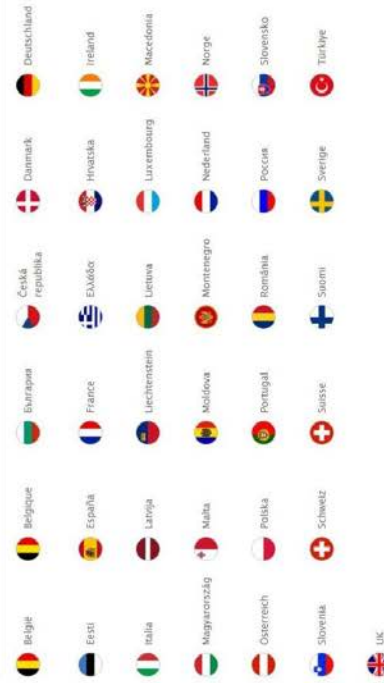 België
Belgique
България
Česká
republika
Danmark
Deutschland
Eesti
España
France
Ελλάδα
Hrvatska
Ireland
Italia
Latvija
Liechtenstein
Lietuva
Luxembourg
Macedonia
Magyarország
Malta
Moldova
Montenegro
Nederland
Norge
Österreich
Polska
Portugal
România
Россия
Slovensko
Slovenia
Schweiz
Suisse
Suomi
Sverige
Türkiye
UK